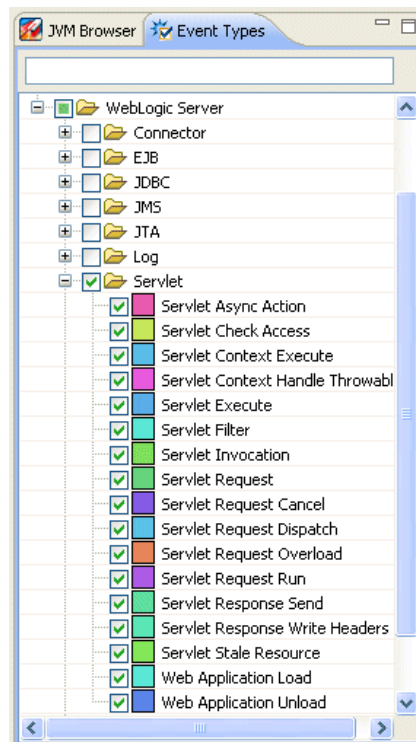 JVM Browser Event Types
WebLogic Server
Connector
EJB
JDBC
JMS
JTA
Log
Servlet
Servlet Async Action
Servlet Check Access
Servlet Context Execute
Servlet Context Handle Throwabl
Servlet Execute
Servlet Filter
Servlet Invocation
Servlet Request
Servlet Request Cancel
Servlet Request Dispatch
Servlet Request Overload
Servlet Request Run
Servlet Response Send
Servlet Response Write Headers
Servlet Stale Resource
Web Application Load
Web Application Unload